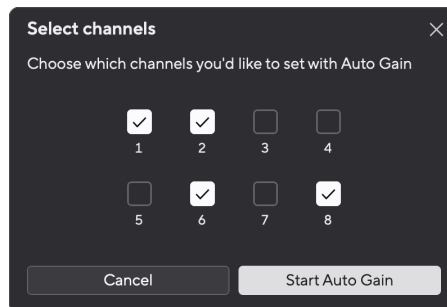 Select channels
Choose which channels you'd like to set with Auto Gain
1 2 3 4
5 6 7 8
Cancel Start Auto Gain